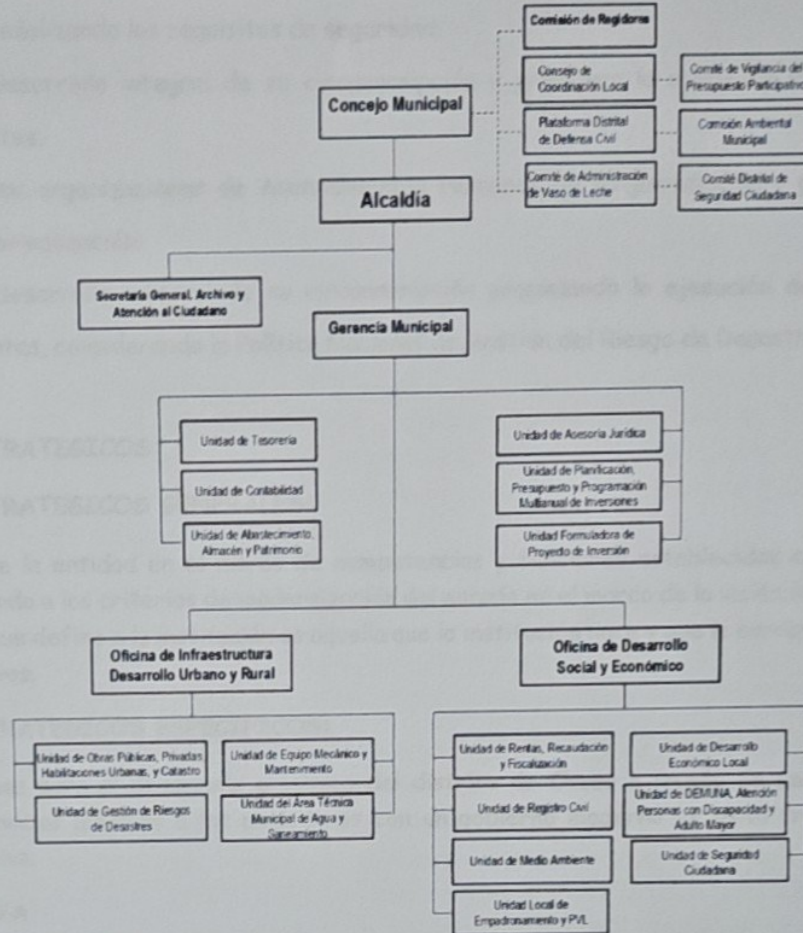 Comisión de Regidores
Consejo de
Coordinación Local
Comité de Vigilancia del
Presupuesto Participativo
Concejo Municipal
Plataforma Distrital
de Defensa Civil
Comisión Ambiental
Municipal
Comité de Administración
de Vaso de Leche
Comité Distrital de
Seguridad Ciudadana
Alcaldía
Secretaría General, Archivo y
Atención al Ciudadano
Gerencia Municipal
Unidad de Tesorería
Unidad de Contabilidad
Unidad de Abastecimiento,
Almacén y Patrimonio
Unidad de Asesoría Jurídica
Unidad de Planificación,
Presupuesto y Programación
Multianual de Inversiones
Unidad Formuladora de
Proyecto de Inversión
Oficina de Infraestructura
Desarrollo Urbano y Rural
Oficina de Desarrollo
Social y Económico
Unidad de Obras Públicas, Privadas,
Habilitaciones Urbanas, y Catastro
Unidad de Equipo Mecánico y
Mantenimiento
Unidad de Gestión de Riesgos
de Desastres
Unidad del Área Técnica
Municipal de Agua y
Saneamiento
Unidad de Rentas, Recaudación
y Fiscalización
Unidad de Desarrollo
Económico Local
Unidad de Registro Civil
Unidad de DEMUNA, Atención
Personas con Discapacidad y
Adulto Mayor
Unidad de Medio Ambiente
Unidad de Seguridad
Ciudadana
Unidad Local de
Empadronamiento y PVL